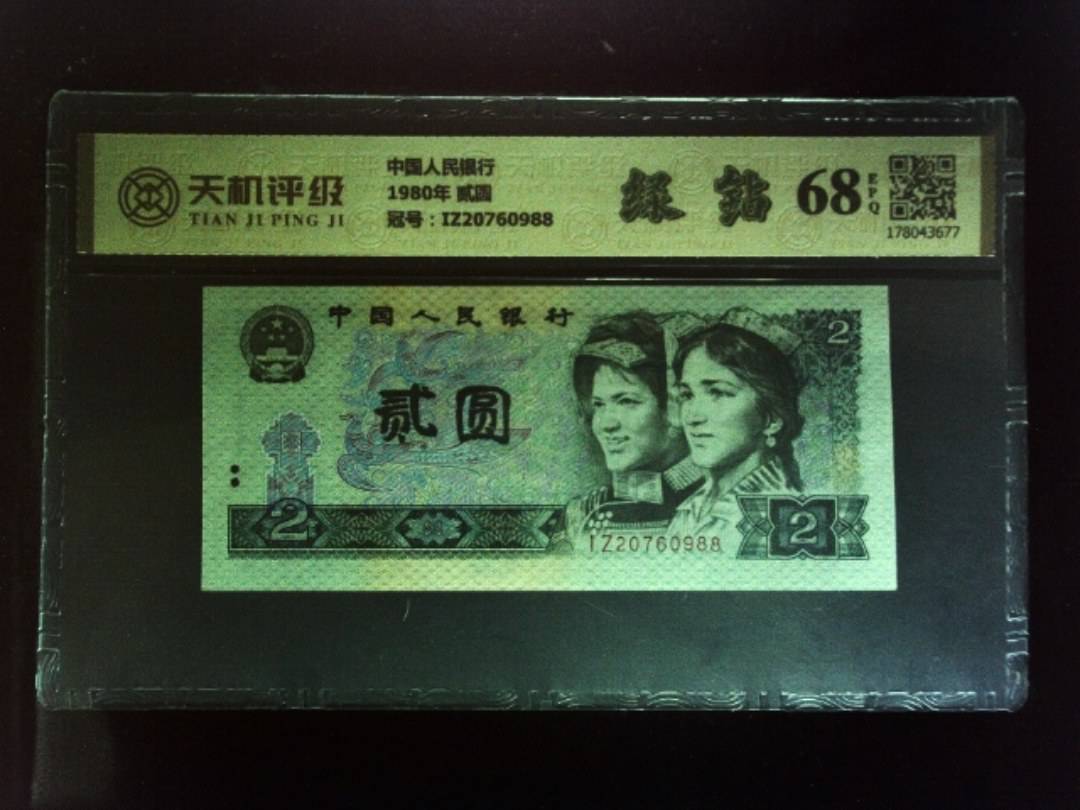 天机评级
TIAN JI PING JI
中国人民银行
1980年 贰圆
冠号：IZ20760988
绿钻
68
EPQ
178043677
中国人民银行
2
贰圆
2
IZ20760988
2